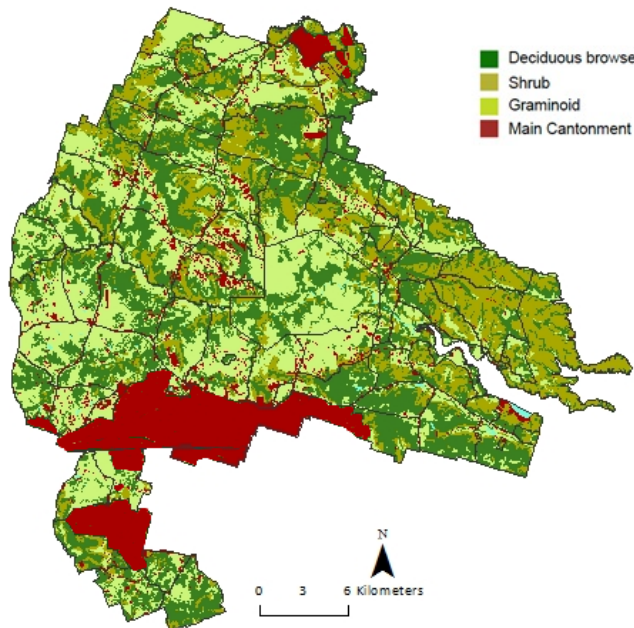 Deciduous browse
Shrub
Graminoid
Main Cantonment
N
0 3 6 Kilometers